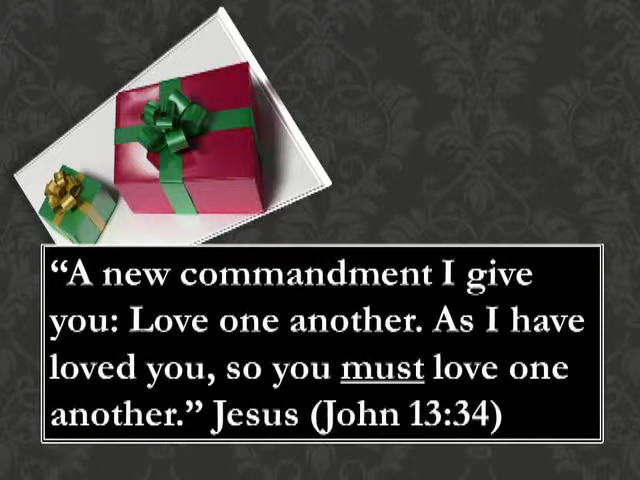 “A new commandment I give
you: Love one another. As I have
loved you, so you must love one
another.” Jesus (John 13:34)